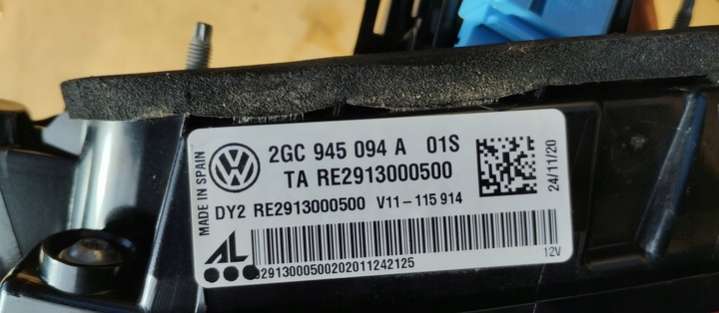 MADE IN SPAIN
2GC 945 094 A 01S
TA RE2913000500
DY2 RE2913000500 V11-115 914
24/11/20
12V
AL
2913000500202011242125